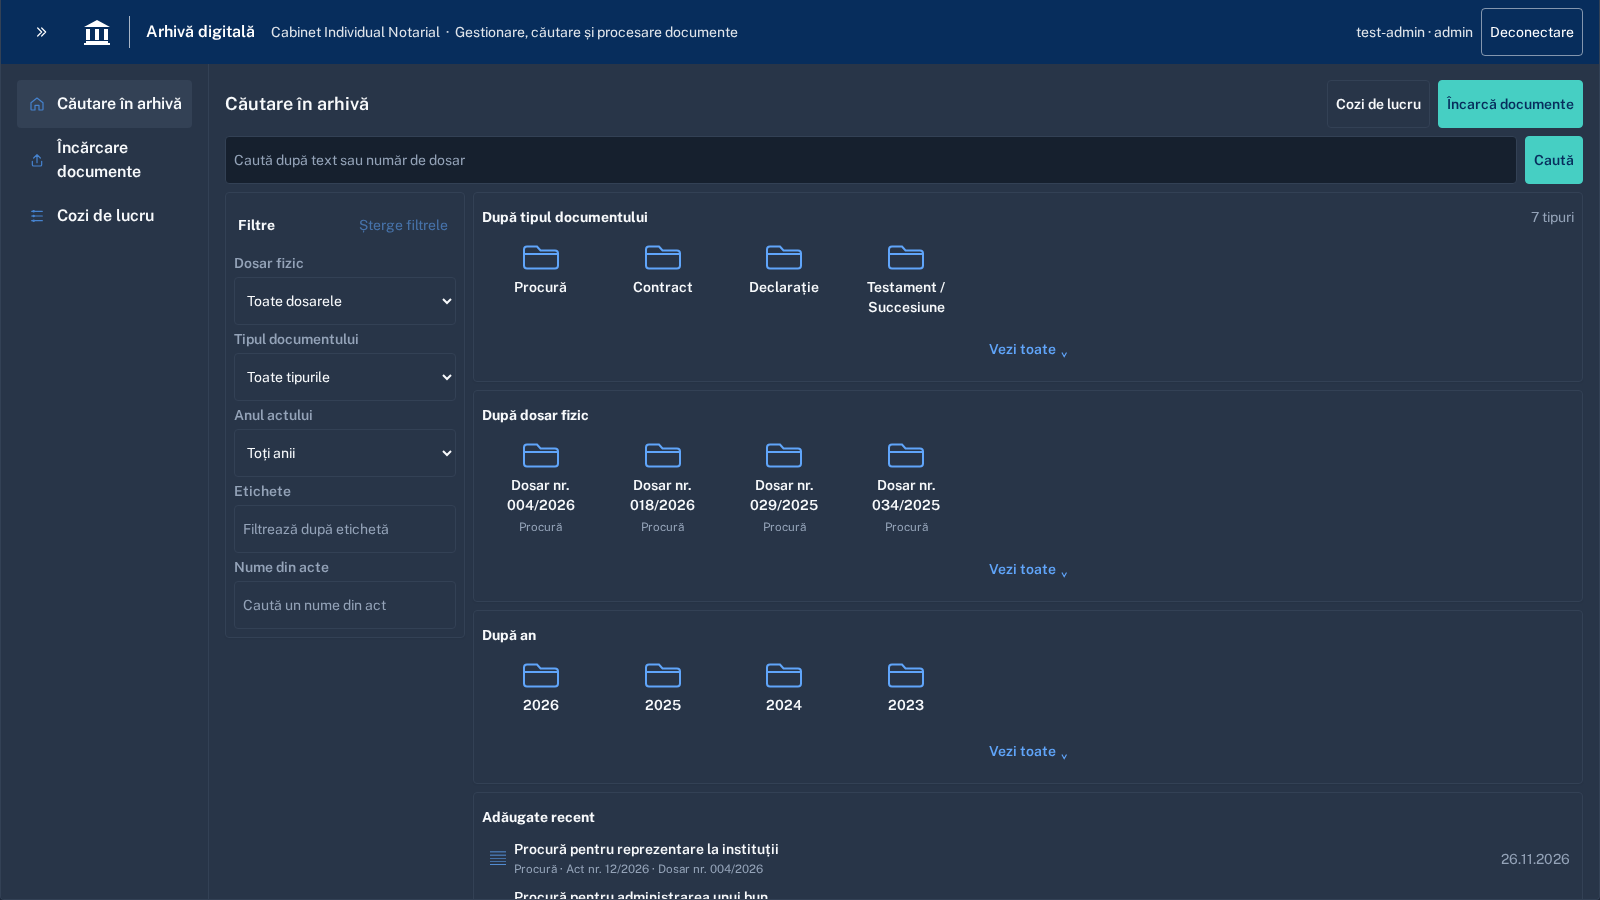 Arhivă digitală
Cabinet Individual Notarial · Gestionare, căutare și procesare documente
test-admin · admin
Deconectare
Căutare în arhivă
Încărcare
documente
Cozi de lucru
Căutare în arhivă
Cozi de lucru
Încarcă documente
Caută după text sau număr de dosar
Caută
Filtre
Șterge filtrele
Dosar fizic
Toate dosarele
Tipul documentului
Toate tipurile
Anul actului
Toți anii
Etichete
Filtrează după etichetă
Nume din acte
Caută un nume din act
După tipul documentului
7 tipuri
Procură
Contract
Declarație
Testament /
Succesiune
Vezi toate
După dosar fizic
Dosar nr.
004/2026
Procură
Dosar nr.
018/2026
Procură
Dosar nr.
029/2025
Procură
Dosar nr.
034/2025
Procură
Vezi toate
După an
2026
2025
2024
2023
Vezi toate
Adăugate recent
Procură pentru reprezentare la instituții
Procură · Act nr. 12/2026 · Dosar nr. 004/2026
26.11.2026
Procură pentru administrarea unui bun